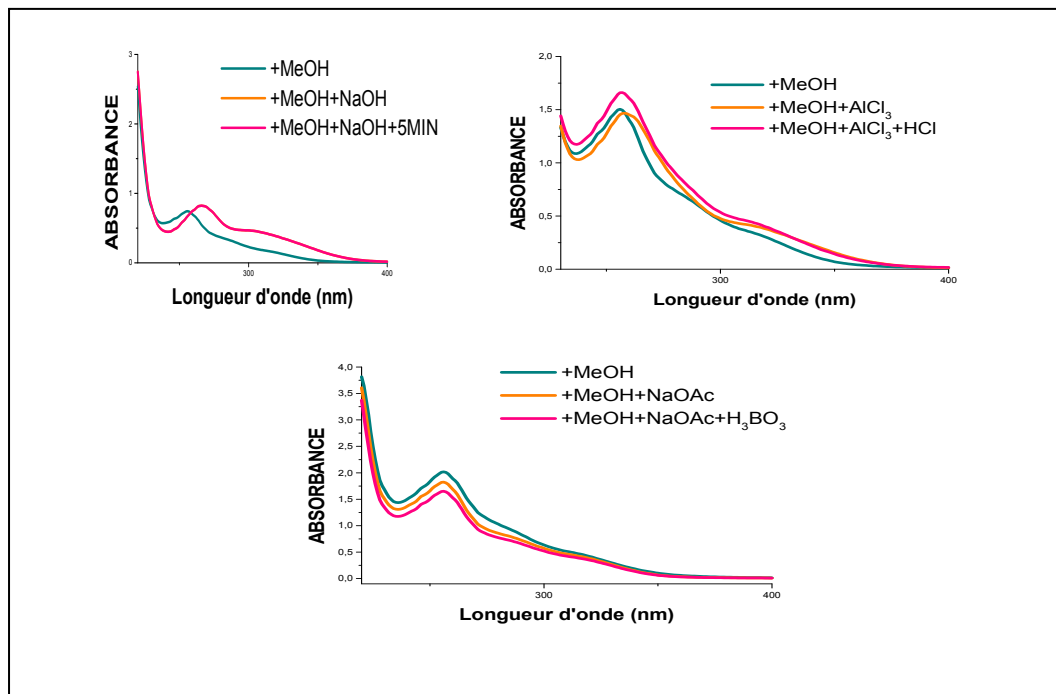 +MeOH
+MeOH+NaOH
+MeOH+NaOH+5MIN
ABSORBANCE
3
2
1
0
300
400
Longueur d'onde (nm)
+MeOH
+MeOH+AlCl₃
+MeOH+AlCl₃+HCl
ABSORBANCE
2,0
1,5
1,0
0,5
0,0
300
400
Longueur d'onde (nm)
+MeOH
+MeOH+NaOAc
+MeOH+NaOAc+H₃BO₃
ABSORBANCE
4,0
3,5
3,0
2,5
2,0
1,5
1,0
0,5
0,0
300
400
Longueur d'onde (nm)